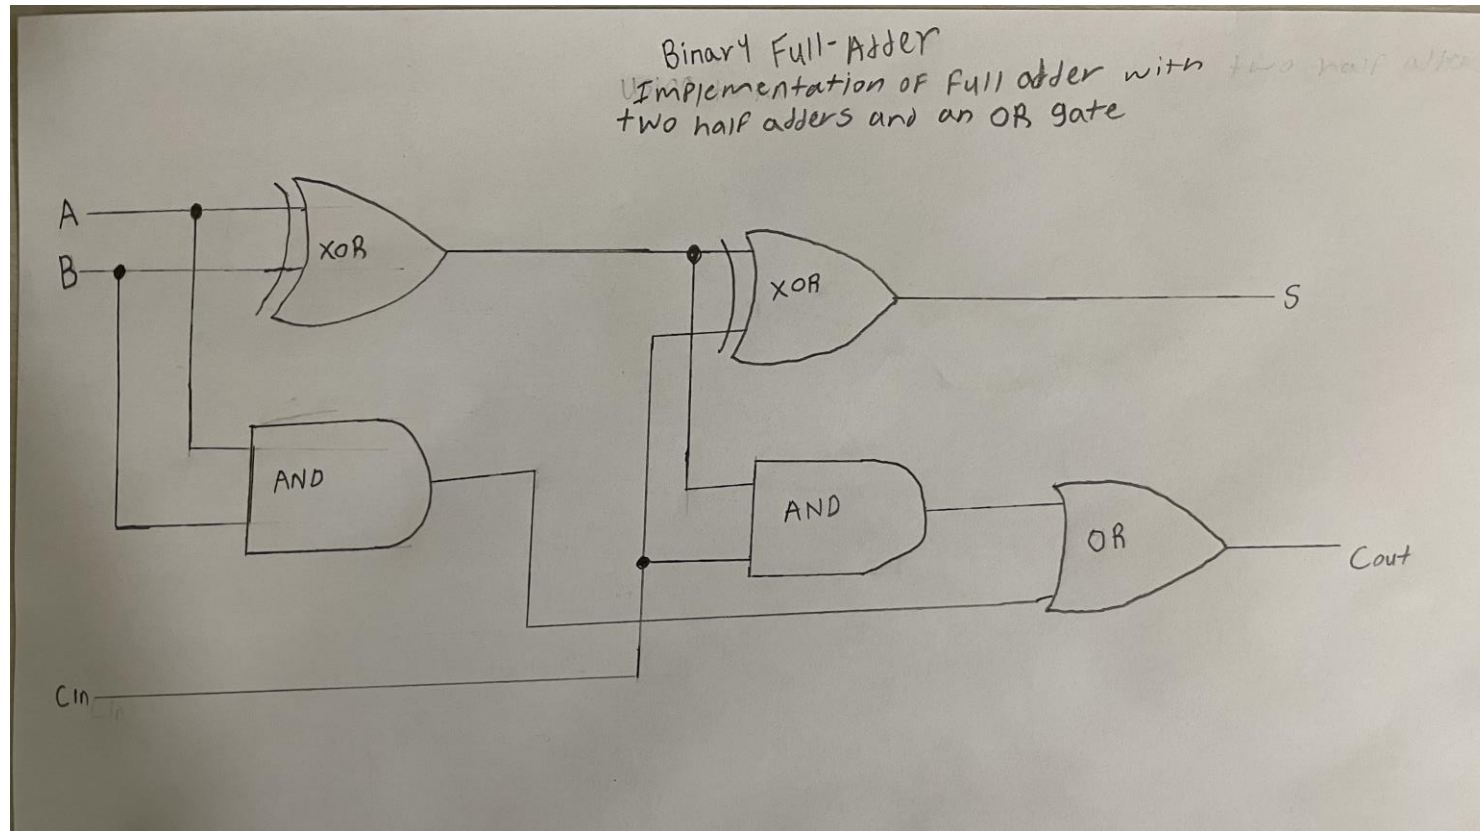 Binary Full-Adder
Implementation of Full adder with
two half adders and an OR gate
A
XOR
B
XOR
S
AND
AND
OR
Cout
Cin